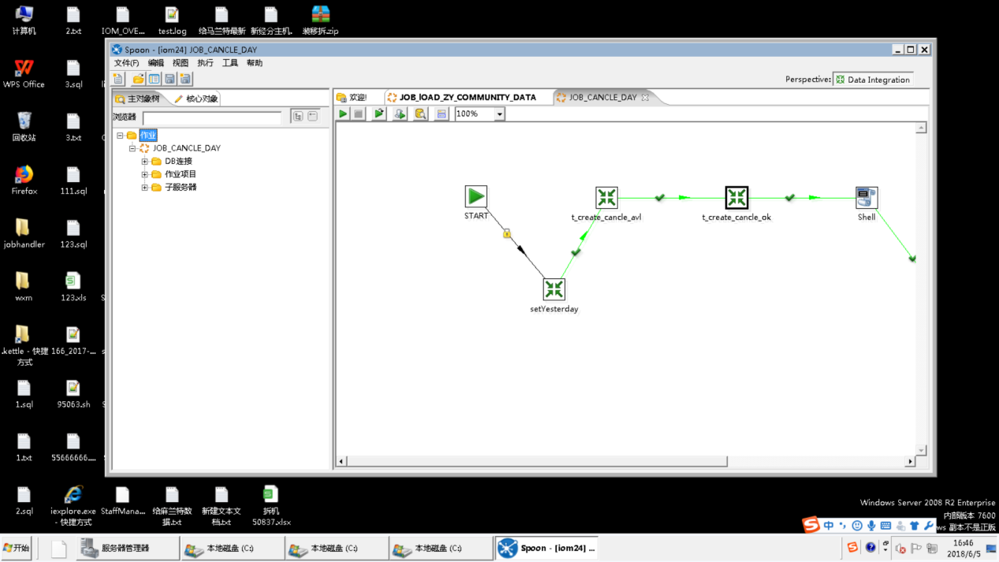 计算机
2.txt
IOM_OVE...
test.log
给马兰特最新
新经分主机.
装移拆.zip
WPS Office
3.sql
回收站
3.txt
Firefox
111.sql
jobhandler
123.sql
wxm
123.xls
.kettle - 快捷
方式
166_2017-...
1.sql
95063.sh
1.txt
55666666....
2.sql
iexplore.exe
- 快捷方式
StaffMana...
给麻兰特数
据.txt
新建文本文
档.txt
拆机
50837.xlsx
Spoon - [iom24] JOB_CANCLE_DAY
文件(F) 编辑 视图 执行 工具 帮助
Perspective: Data Integration
主对象树 核心对象
浏览器
作业
JOB_CANCLE_DAY
DB连接
作业项目
子服务器
欢迎! JOB_lOAD_ZY_COMMUNITY_DATA JOB_CANCLE_DAY
100%
START
t_create_cancle_avl
t_create_cancle_ok
Shell
setYesterday
Windows Server 2008 R2 Enterprise
内部版本 7600
ws 副本不是正版
中
开始
服务器管理器
本地磁盘 (C:)
本地磁盘 (C:)
本地磁盘 (C:)
Spoon - [iom24] ...
16:46
2018/6/5